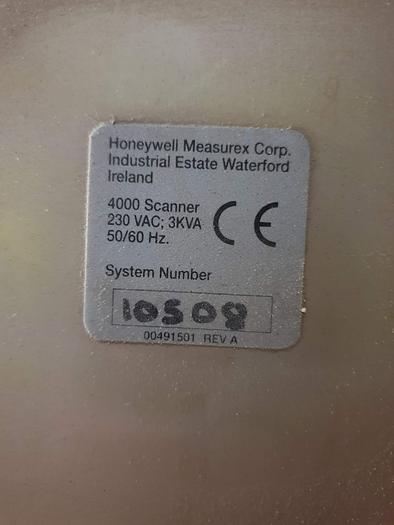 Honeywell Measurex Corp.
Industrial Estate Waterford
Ireland
4000 Scanner
230 VAC; 3KVA
50/60 Hz.
CE
System Number
10508
00491501 REV A